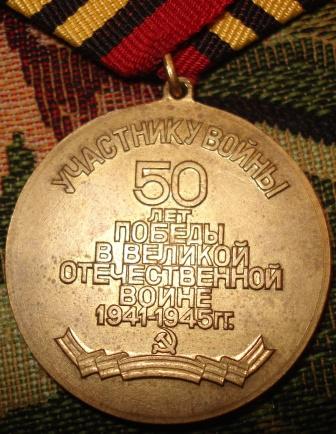 УЧАСТНИКУ ВОЙНЫ
50
ЛЕТ
ПОБЕДЫ
В ВЕЛИКОЙ
ОТЕЧЕСТВЕННОЙ
ВОЙНЕ
1941-1945 ГГ.